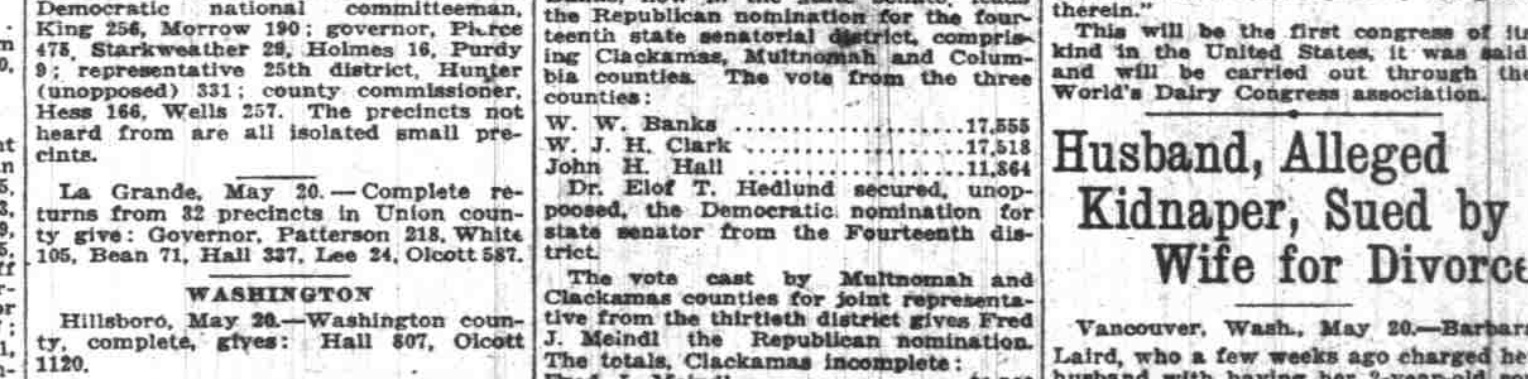 Democratic national committeeman,
King 256, Morrow 190; governor, Pierce
475, Starkweather 29, Holmes 16, Purdy
9; representative 25th district, Hunter
(unopposed) 331; county commissioner,
Hess 166, Wells 257. The precincts not
heard from are all isolated small pre-
cints.
La Grande, May 20.—Complete re-
turns from 32 precincts in Union coun-
ty give: Governor, Patterson 218, White
105, Bean 71, Hall 337, Lee 24, Olcott 587.
WASHINGTON
Hillsboro, May 20.—Washington coun-
ty, complete, gives: Hall 807, Olcott
1120.
the Republican nomination for the four-
teenth state senatorial district, compris-
ing Clackamas, Multnomah and Colum-
bia counties. The vote from the three
counties:
W. W. Banks ......................17,555
W. J. H. Clark .....................17,518
John H. Hall .....................11,864
Dr. Elof T. Hedlund secured, unop-
poosed, the Democratic nomination for
state senator from the Fourteenth dis-
trict.
The vote cast by Multnomah and
Clackamas counties for joint representa-
tive from the thirtieth district gives Fred
J. Meindl the Republican nomination.
The totals, Clackamas incomplete:
therein."
This will be the first congress of its
kind in the United States, it was said
and will be carried out through the
World's Dairy Congress association.
Husband, Alleged
Kidnaper, Sued by
Wife for Divorce
Vancouver, Wash., May 20.—Barbara
Laird, who a few weeks ago charged he
husband with having her 2-year-old son